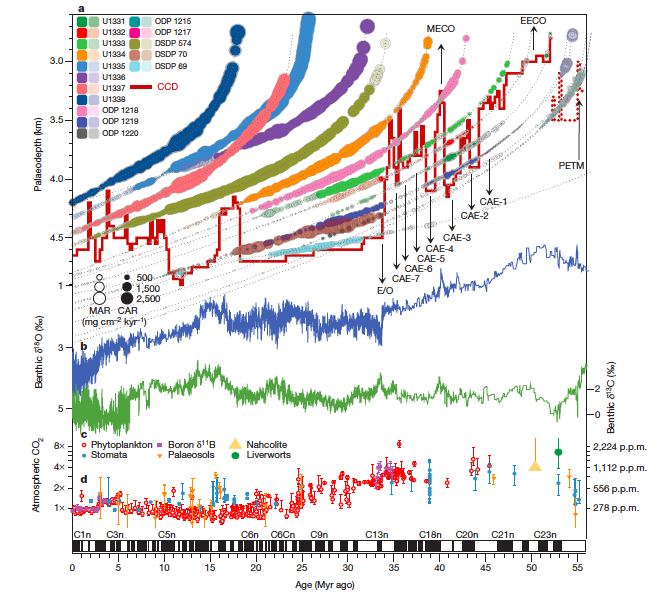 a
U1331 ODP 1215
U1332 ODP 1217
U1333 DSDP 574
U1334 DSDP 70
U1335 DSDP 69
U1336
U1337 CCD
U1338
ODP 1218
ODP 1219
ODP 1220
MECO
EECO
PETM
CAE-1
CAE-2
CAE-3
CAE-4
CAE-5
CAE-6
CAE-7
E/O
Palaeodepth (km)
3.0
3.5
4.0
4.5
500
1,500
2,500
MAR CAR
(mg cm⁻² kyr⁻¹)
b
Benthic δ¹⁸O (‰)
1
3
5
Benthic δ¹³C (‰)
2
0
c
Phytoplankton Boron δ¹¹B Nahcolite
Stomata Palaeosols Liverworts
d
Atmospheric CO₂
8×
4×
2×
1×
2,224 p.p.m.
1,112 p.p.m.
556 p.p.m.
278 p.p.m.
C1n C3n C5n C6n C6Cn C9n C13n C18n C20n C21n C23n
0 5 10 15 20 25 30 35 40 45 50 55
Age (Myr ago)